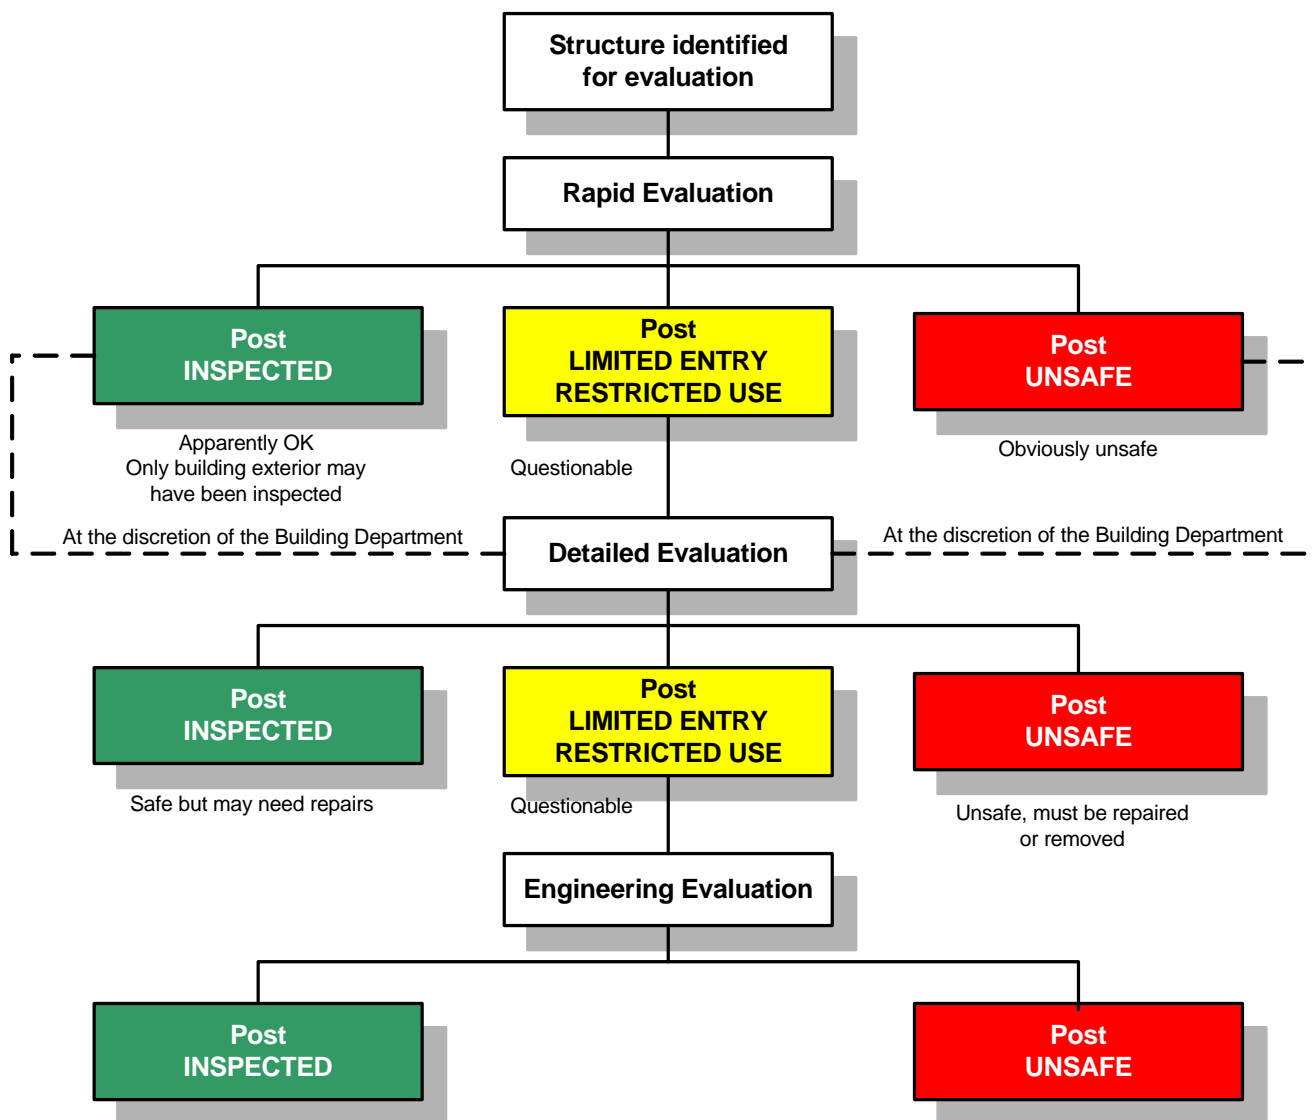 Structure identified
for evaluation
Rapid Evaluation
Post
INSPECTED
Post
LIMITED ENTRY
RESTRICTED USE
Post
UNSAFE
Apparently OK
Only building exterior may
have been inspected
Questionable
Obviously unsafe
At the discretion of the Building Department
Detailed Evaluation
At the discretion of the Building Department
Post
INSPECTED
Post
LIMITED ENTRY
RESTRICTED USE
Post
UNSAFE
Safe but may need repairs
Questionable
Unsafe, must be repaired
or removed
Engineering Evaluation
Post
INSPECTED
Post
UNSAFE